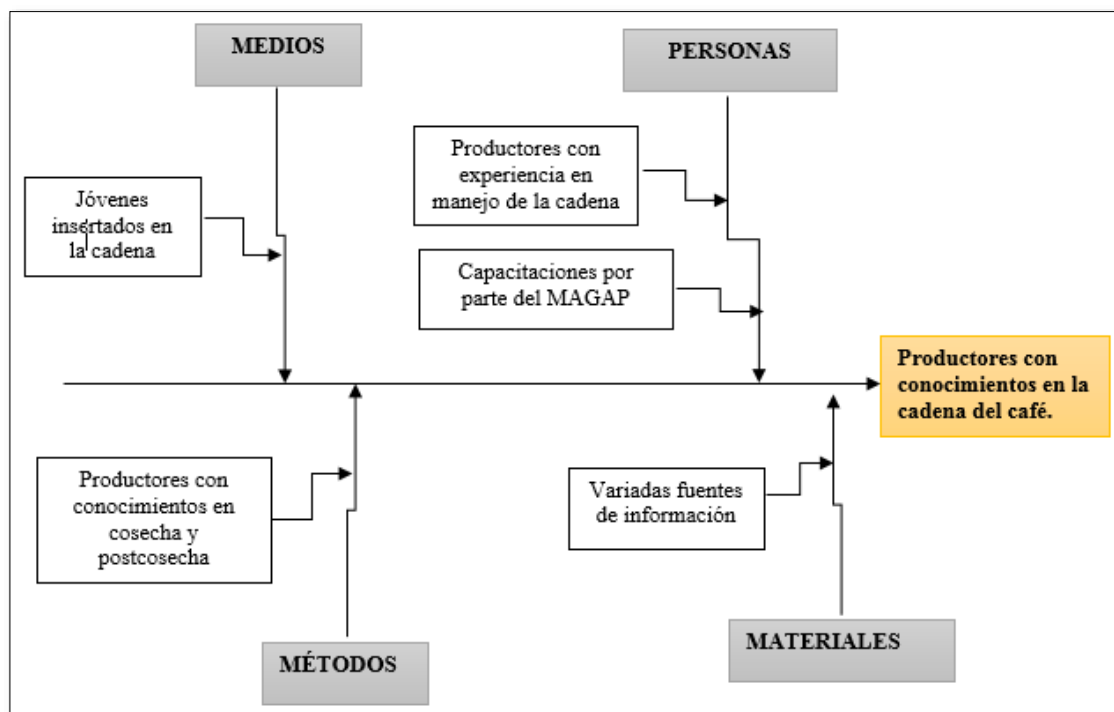 MEDIOS
PERSONAS
Productores con
experiencia en
manejo de la cadena
Jóvenes
insertados en
la cadena
Capacitaciones por
parte del MAGAP
Productores con
conocimientos en la
cadena del café.
Productores con
conocimientos en
cosecha y
postcosecha
Variadas fuentes
de información
MÉTODOS
MATERIALES